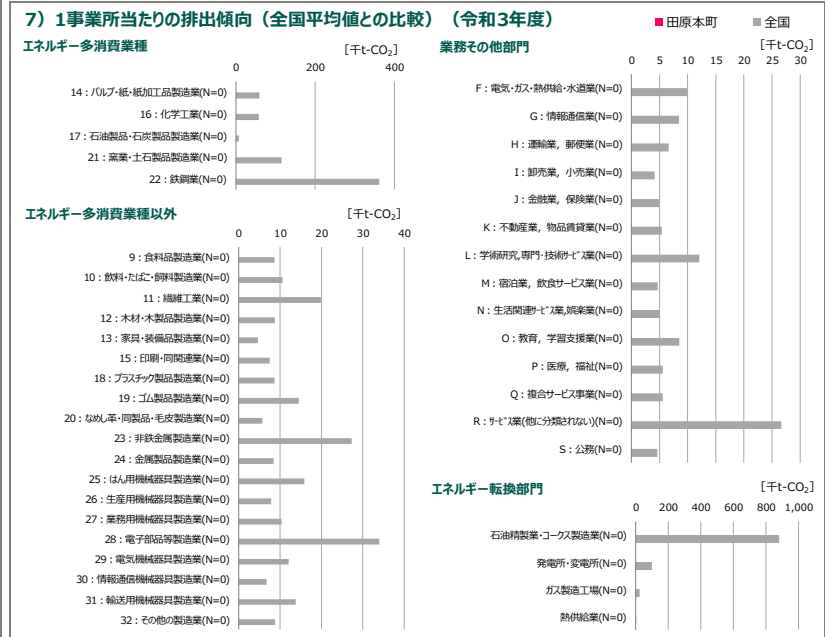 7）1事業所当たりの排出傾向（全国平均値との比較）（令和3年度）
■田原本町 ■全国
エネルギー多消費業種
[千t-CO₂]
0 200 400
14：パルプ・紙・紙加工品製造業(N=0)
16：化学工業(N=0)
17：石油製品・石炭製品製造業(N=0)
21：窯業・土石製品製造業(N=0)
22：鉄鋼業(N=0)
エネルギー多消費業種以外
[千t-CO₂]
0 10 20 30 40
9：食料品製造業(N=0)
10：飲料・たばこ・飼料製造業(N=0)
11：繊維工業(N=0)
12：木材・木製品製造業(N=0)
13：家具・装備品製造業(N=0)
15：印刷・同関連業(N=0)
18：プラスチック製品製造業(N=0)
19：ゴム製品製造業(N=0)
20：なめし革・同製品・毛皮製造業(N=0)
23：非鉄金属製造業(N=0)
24：金属製品製造業(N=0)
25：はん用機械器具製造業(N=0)
26：生産用機械器具製造業(N=0)
27：業務用機械器具製造業(N=0)
28：電子部品等製造業(N=0)
29：電気機械器具製造業(N=0)
30：情報通信機械器具製造業(N=0)
31：輸送用機械器具製造業(N=0)
32：その他の製造業(N=0)
業務その他部門
[千t-CO₂]
0 5 10 15 20 25 30
F：電気・ガス・熱供給・水道業(N=0)
G：情報通信業(N=0)
H：運輸業，郵便業(N=0)
I：卸売業，小売業(N=0)
J：金融業，保険業(N=0)
K：不動産業，物品賃貸業(N=0)
L：学術研究,専門・技術ｻｰﾋﾞｽ業(N=0)
M：宿泊業，飲食サービス業(N=0)
N：生活関連ｻｰﾋﾞｽ業,娯楽業(N=0)
O：教育，学習支援業(N=0)
P：医療，福祉(N=0)
Q：複合サービス事業(N=0)
R：ｻｰﾋﾞｽ業(他に分類されない)(N=0)
S：公務(N=0)
エネルギー転換部門
[千t-CO₂]
0 200 400 600 800 1,000
石油精製業・コークス製造業(N=0)
発電所・変電所(N=0)
ガス製造工場(N=0)
熱供給業(N=0)